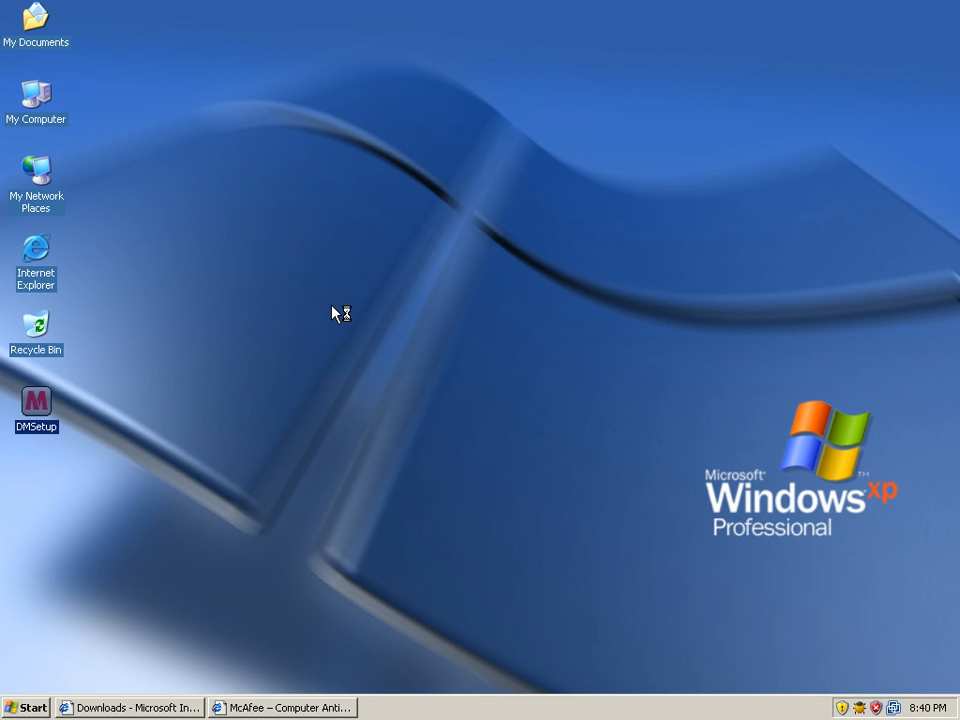 My Documents
My Computer
My Network
Places
Internet
Explorer
Recycle Bin
M
DMSetup
Microsoft®
Windows xp
TM
Professional
Start
Downloads - Microsoft In...
McAfee – Computer Anti...
8:40 PM